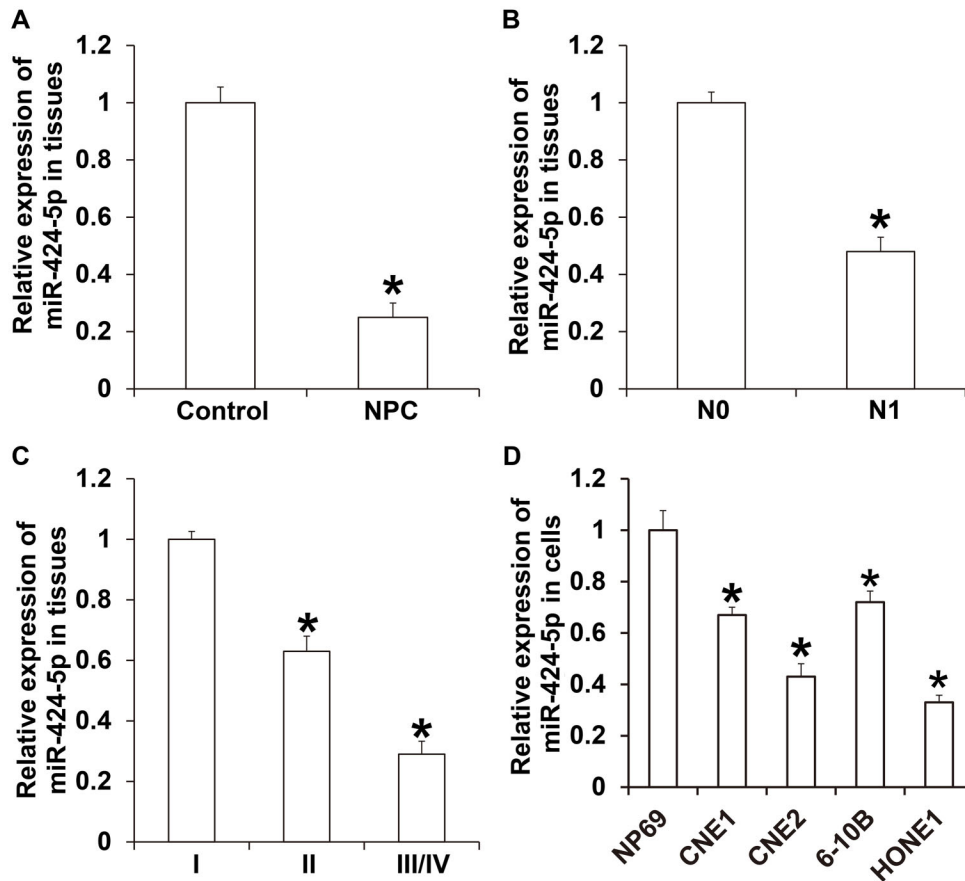 A
Relative expression of
miR-424-5p in tissues
1.2
1
0.8
0.6
0.4
0.2
0
*
Control
NPC
B
Relative expression of
miR-424-5p in tissues
1.2
1
0.8
0.6
0.4
0.2
0
*
N0
N1
C
Relative expression of
miR-424-5p in tissues
1.2
1
0.8
0.6
0.4
0.2
0
*
*
I
II
III/IV
D
Relative expression of
miR-424-5p in cells
1.2
1
0.8
0.6
0.4
0.2
0
*
*
*
*
NP69
CNE1
CNE2
6-10B
HONE1